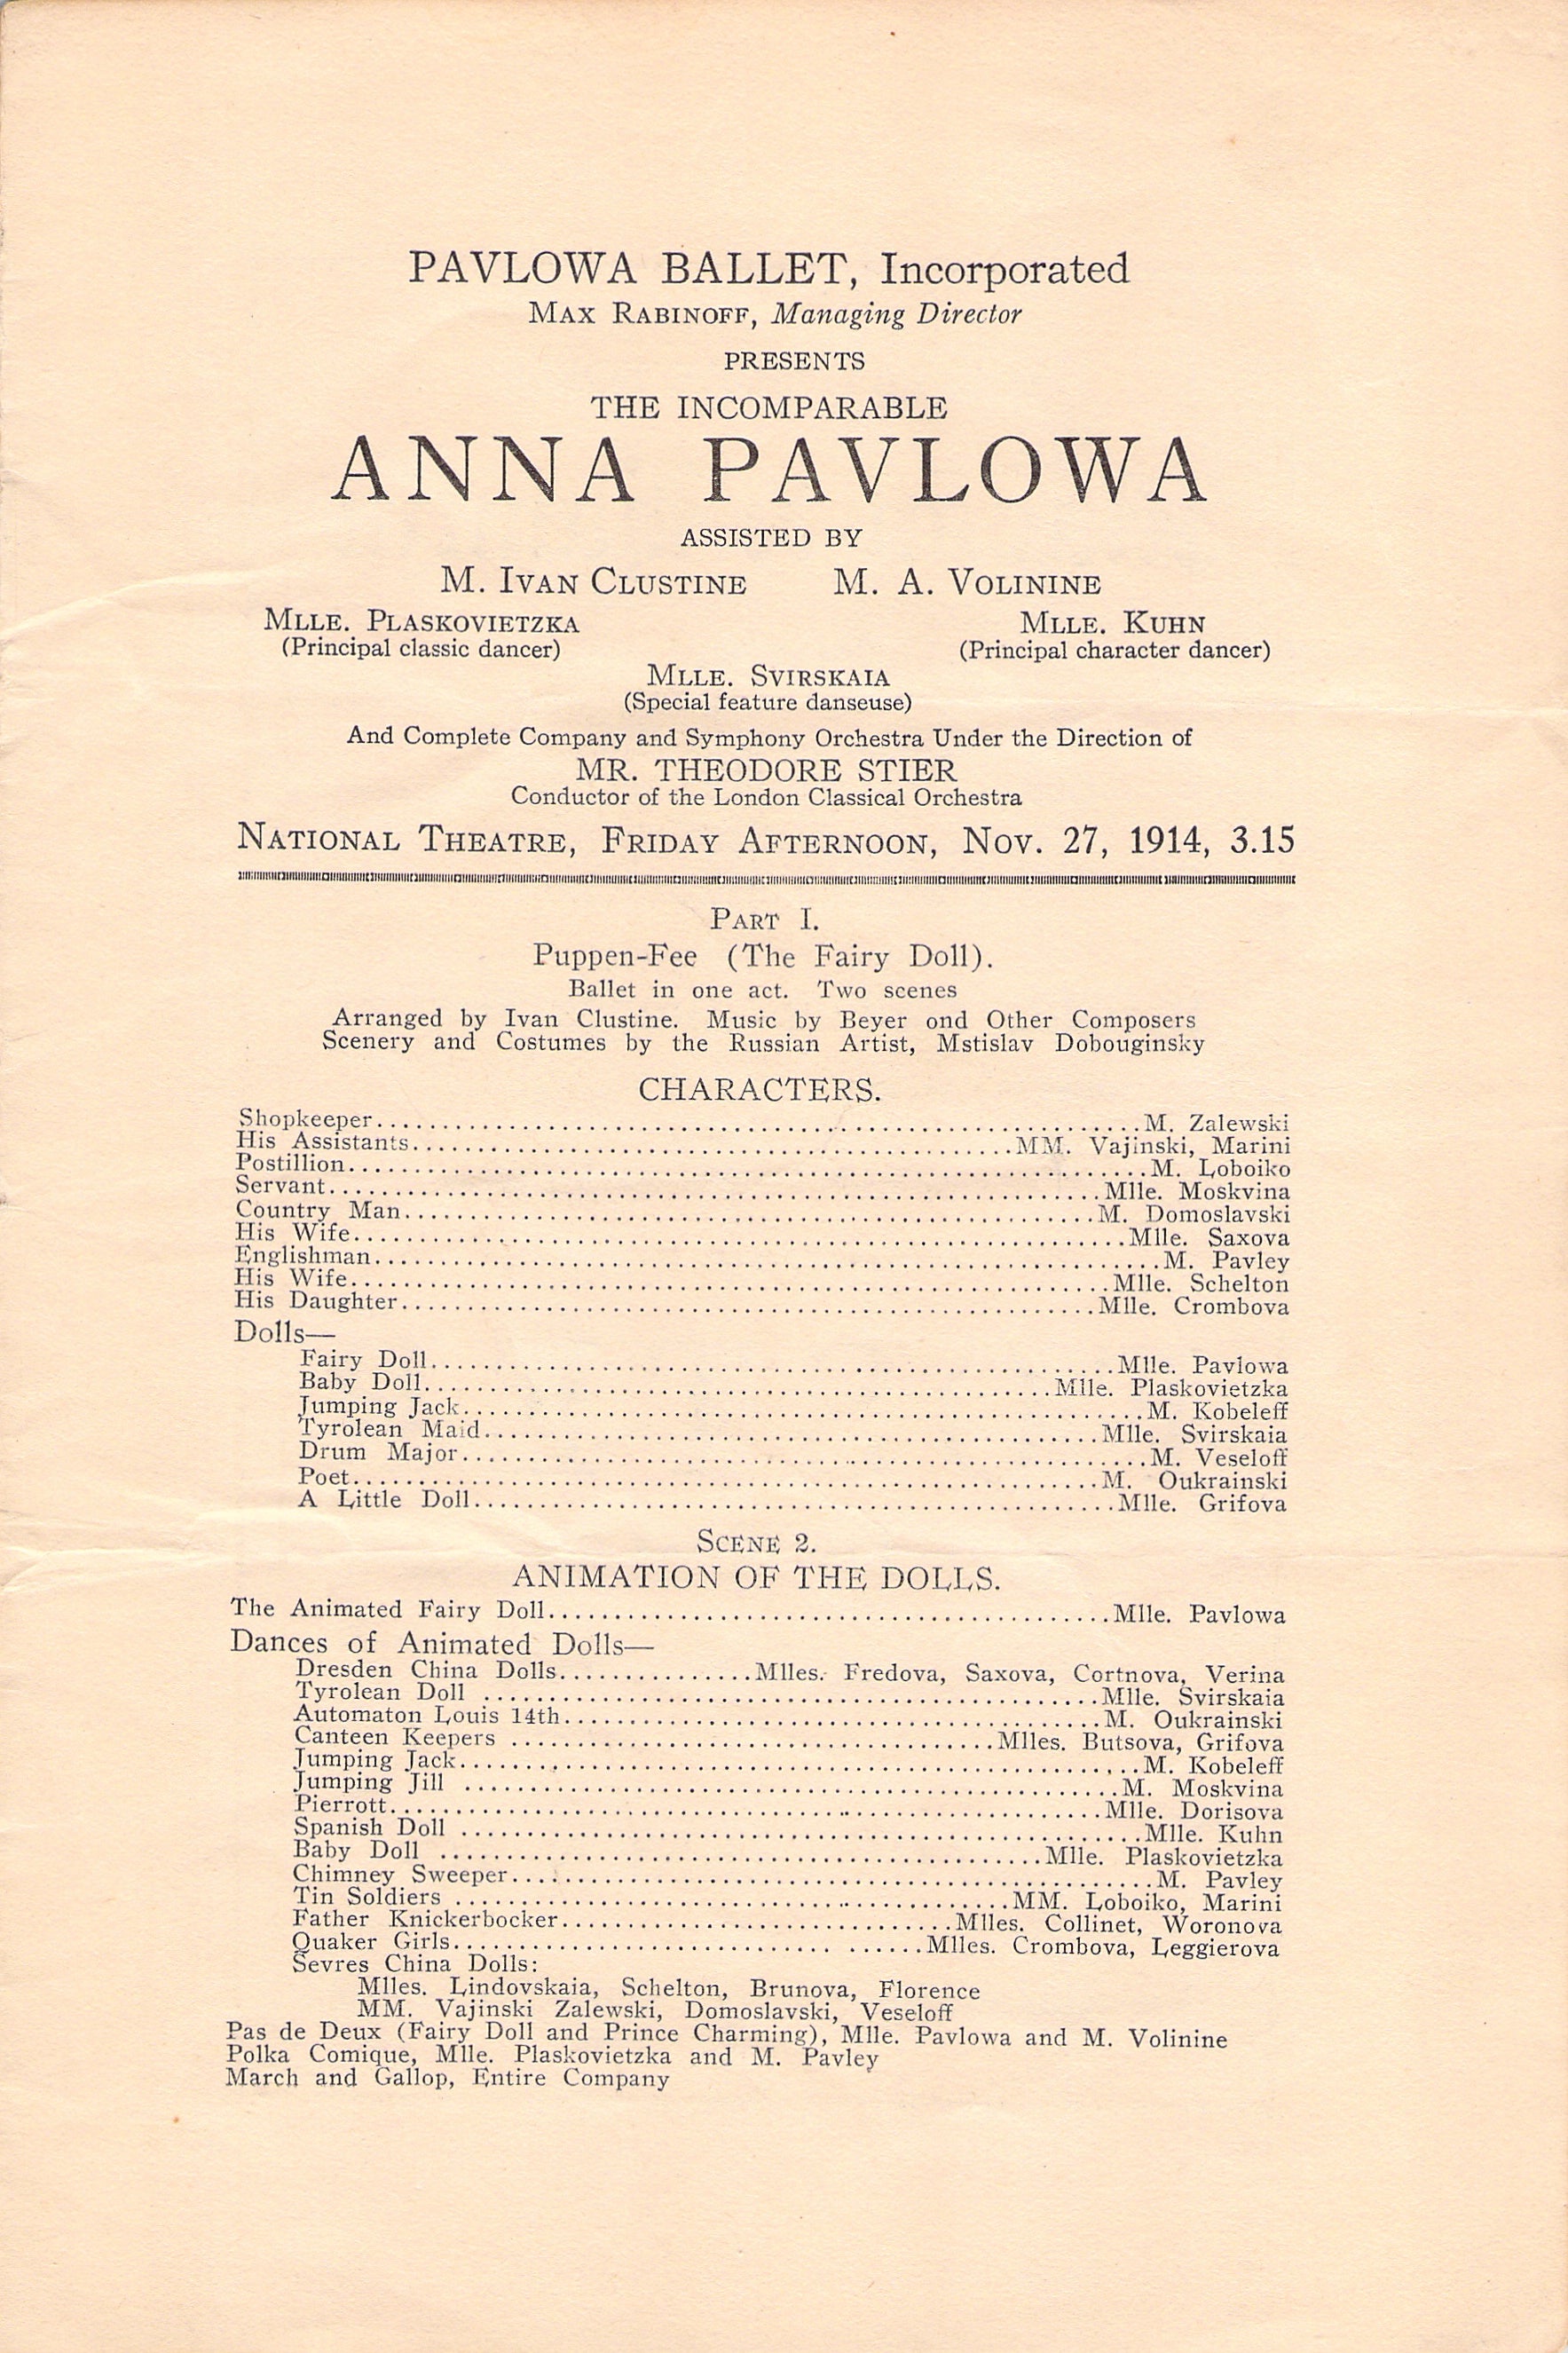 PAVLOWA BALLET, Incorporated
MAX RABINOFF, Managing Director
PRESENTS
THE INCOMPARABLE
ANNA PAVLOWA
ASSISTED BY
M. IVAN CLUSTINE M. A. VOLININE
MLLE. PLASKOVIETZKA MLLE. KUHN
(Principal classic dancer) (Principal character dancer)
MLLE. SVIRSKAIA
(Special feature danseuse)
And Complete Company and Symphony Orchestra Under the Direction of
MR. THEODORE STIER
Conductor of the London Classical Orchestra
NATIONAL THEATRE, FRIDAY AFTERNOON, NOV. 27, 1914, 3.15
PART I.
Puppen-Fee (The Fairy Doll).
Ballet in one act. Two scenes
Arranged by Ivan Clustine. Music by Beyer ond Other Composers
Scenery and Costumes by the Russian Artist, Mstislav Dobouginsky
CHARACTERS.
Shopkeeper....................M. Zalewski
His Assistants....................MM. Vajinski, Marini
Postillion....................M. Loboiko
Servant....................Mlle. Moskvina
Country Man....................M. Domoslavski
His Wife....................Mlle. Saxova
Englishman....................M. Pavley
His Wife....................Mlle. Schelton
His Daughter....................Mlle. Crombova
Dolls—
Fairy Doll....................Mlle. Pavlowa
Baby Doll....................Mlle. Plaskovietzka
Jumping Jack....................M. Kobeleff
Tyrolean Maid....................Mlle. Svirskaia
Drum Major....................M. Veseloff
Poet....................M. Oukrainski
A Little Doll....................Mlle. Grifova
SCENE 2.
ANIMATION OF THE DOLLS.
The Animated Fairy Doll....................Mlle. Pavlowa
Dances of Animated Dolls—
Dresden China Dolls...............Mlles. Fredova, Saxova, Cortnova, Verina
Tyrolean Doll ....................Mlle. Svirskaia
Automaton Louis 14th....................M. Oukrainski
Canteen Keepers ....................Mlles. Butsova, Grifova
Jumping Jack....................M. Kobeleff
Jumping Jill ....................M. Moskvina
Pierrott....................Mlle. Dorisova
Spanish Doll ....................Mlle. Kuhn
Baby Doll ....................Mlle. Plaskovietzka
Chimney Sweeper....................M. Pavley
Tin Soldiers ....................MM. Loboiko, Marini
Father Knickerbocker....................Mlles. Collinet, Woronova
Quaker Girls....................Mlles. Crombova, Leggierova
Sevres China Dolls:
Mlles. Lindovskaia, Schelton, Brunova, Florence
MM. Vajinski Zalewski, Domoslavski, Veseloff
Pas de Deux (Fairy Doll and Prince Charming), Mlle. Pavlowa and M. Volinine
Polka Comique, Mlle. Plaskovietzka and M. Pavley
March and Gallop, Entire Company